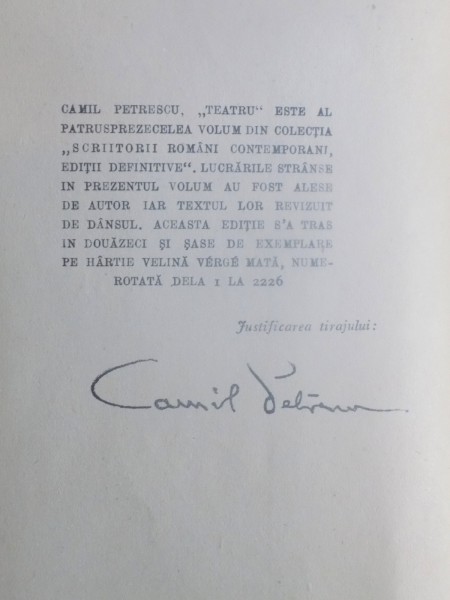 CAMIL PETRESCU, „TEATRU“ ESTE AL
PATRUSPREZECELEA VOLUM DIN COLECȚIA
„SCRIITORII ROMÂNI CONTEMPORANI,
EDIȚII DEFINITIVE“. LUCRĂRILE STRÂNSE
IN PREZENTUL VOLUM AU FOST ALESE
DE AUTOR IAR TEXTUL LOR REVIZUIT
DE DÂNSUL. ACEASTA EDIȚIE S'A TRAS
IN DOUĂZECI ȘI ȘASE DE EXEMPLARE
PE HÂRTIE VELINĂ VÉRGÉ MATĂ, NUME-
ROTATĂ DELA 1 LA 2226
Justificarea tirajului:
Camil Petrescu